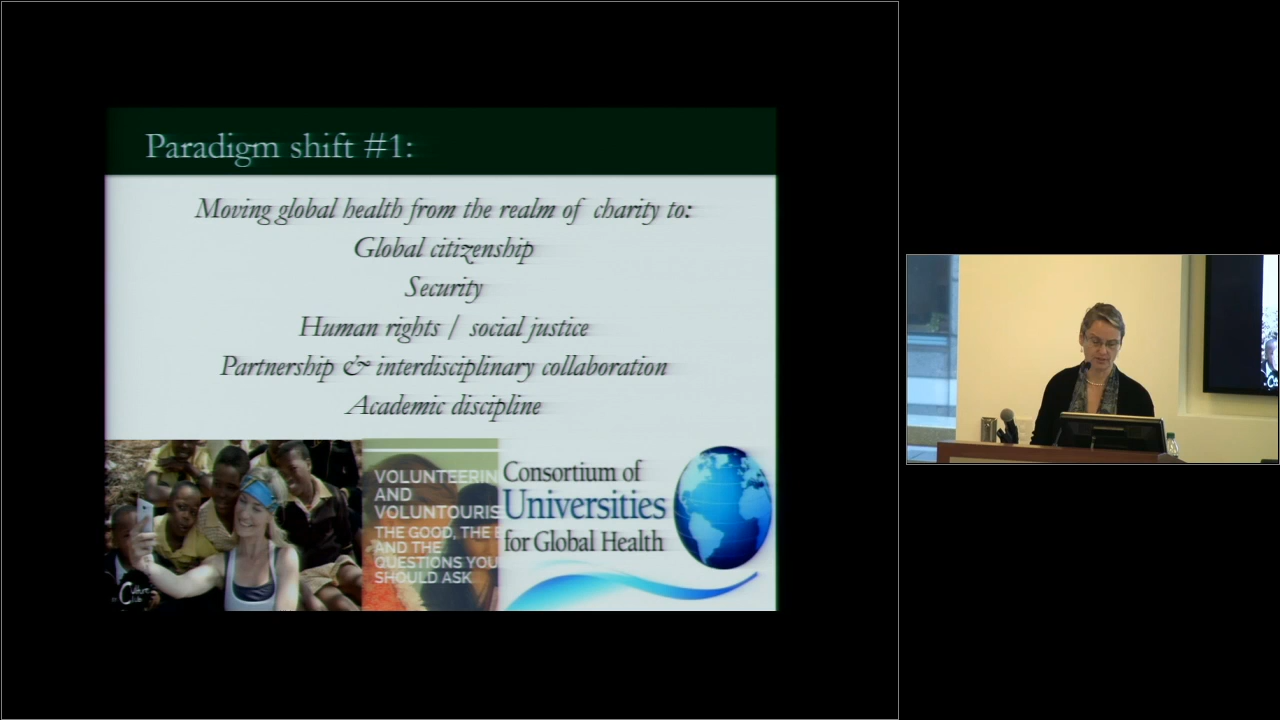 Paradigm shift #1:
Moving global health from the realm of charity to:
Global citizenship
Security
Human rights / social justice
Partnership & interdisciplinary collaboration
Academic discipline
VOLUNTEERIN
AND
VOLUNTOURIS
THE GOOD, THE B
AND THE
QUESTIONS YOU
SHOULD ASK
Consortium of
Universities
for Global Health
Culture
Club